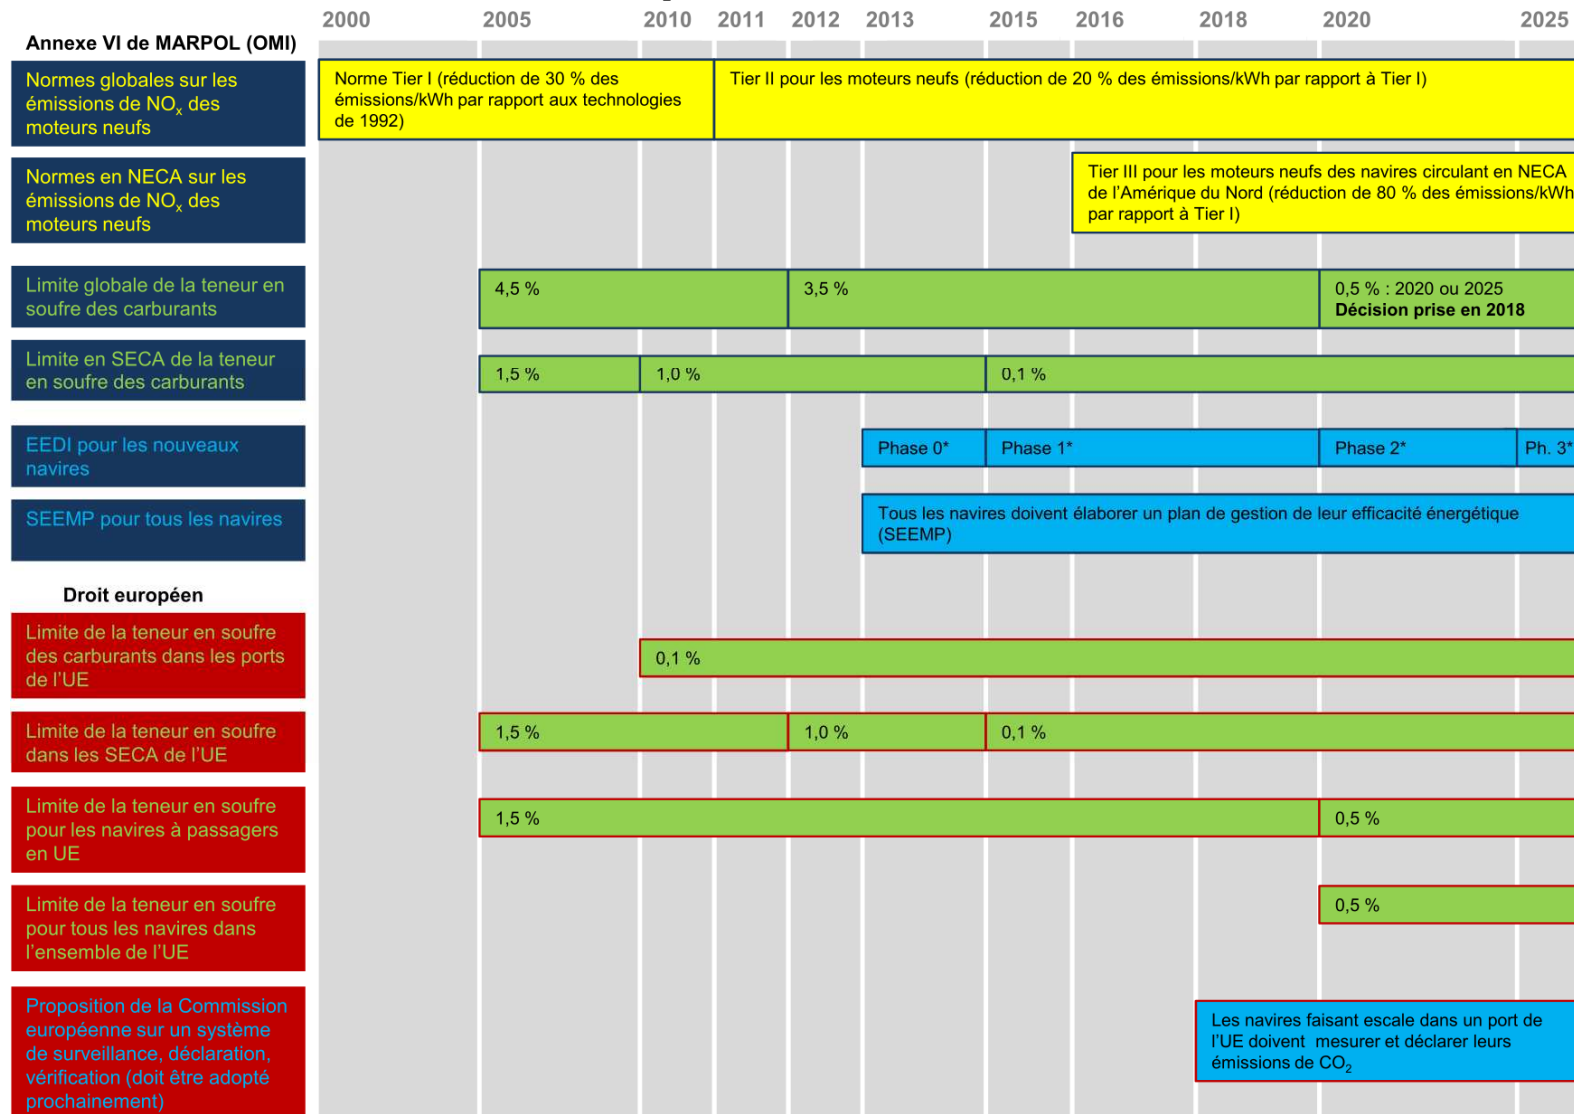 2000 2005 2010 2011 2012 2013 2015 2016 2018 2020 2025
Annexe VI de MARPOL (OMI)
Normes globales sur les
émissions de NOx des
moteurs neufs
Norme Tier I (réduction de 30 % des
émissions/kWh par rapport aux technologies
de 1992)
Tier II pour les moteurs neufs (réduction de 20 % des émissions/kWh par rapport à Tier I)
Normes en NECA sur les
émissions de NOx des
moteurs neufs
Tier III pour les moteurs neufs des navires circulant en NECA
de l’Amérique du Nord (réduction de 80 % des émissions/kWh
par rapport à Tier I)
Limite globale de la teneur en
soufre des carburants
4,5 %
3,5 %
0,5 % : 2020 ou 2025
Décision prise en 2018
Limite en SECA de la teneur
en soufre des carburants
1,5 %
1,0 %
0,1 %
EEDI pour les nouveaux
navires
Phase 0*
Phase 1*
Phase 2*
Ph. 3*
SEEMP pour tous les navires
Tous les navires doivent élaborer un plan de gestion de leur efficacité énergétique
(SEEMP)
Droit européen
Limite de la teneur en soufre
des carburants dans les ports
de l’UE
0,1 %
Limite de la teneur en soufre
dans les SECA de l’UE
1,5 %
1,0 %
0,1 %
Limite de la teneur en soufre
pour les navires à passagers
en UE
1,5 %
0,5 %
Limite de la teneur en soufre
pour tous les navires dans
l’ensemble de l’UE
0,5 %
Proposition de la Commission
européenne sur un système
de surveillance, déclaration,
vérification (doit être adopté
prochainement)
Les navires faisant escale dans un port de
l’UE doivent mesurer et déclarer leurs
émissions de CO2